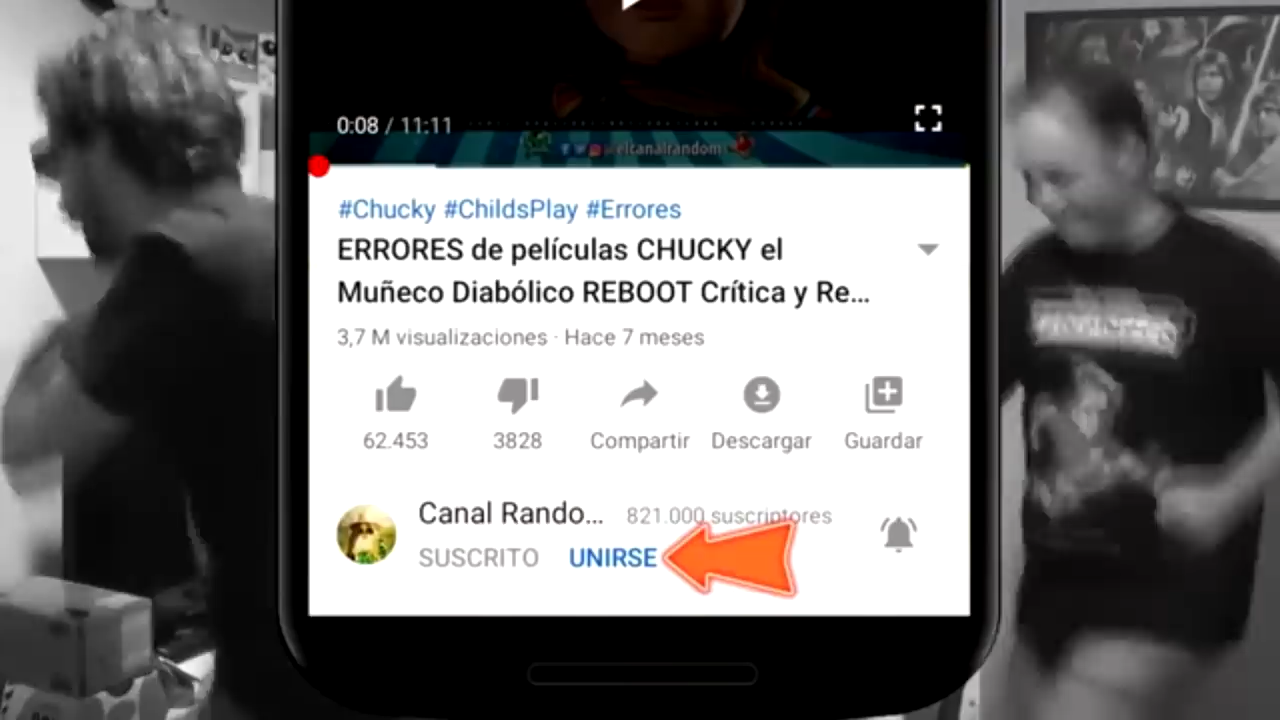 0:08 / 11:11
elcanalrandom
#Chucky #ChildsPlay #Errores
ERRORES de películas CHUCKY el
Muñeco Diabólico REBOOT Crítica y Re...
3,7 M visualizaciones · Hace 7 meses
62.453 3828 Compartir Descargar Guardar
Canal Rando... 821.000 suscriptores
SUSCRITO UNIRSE